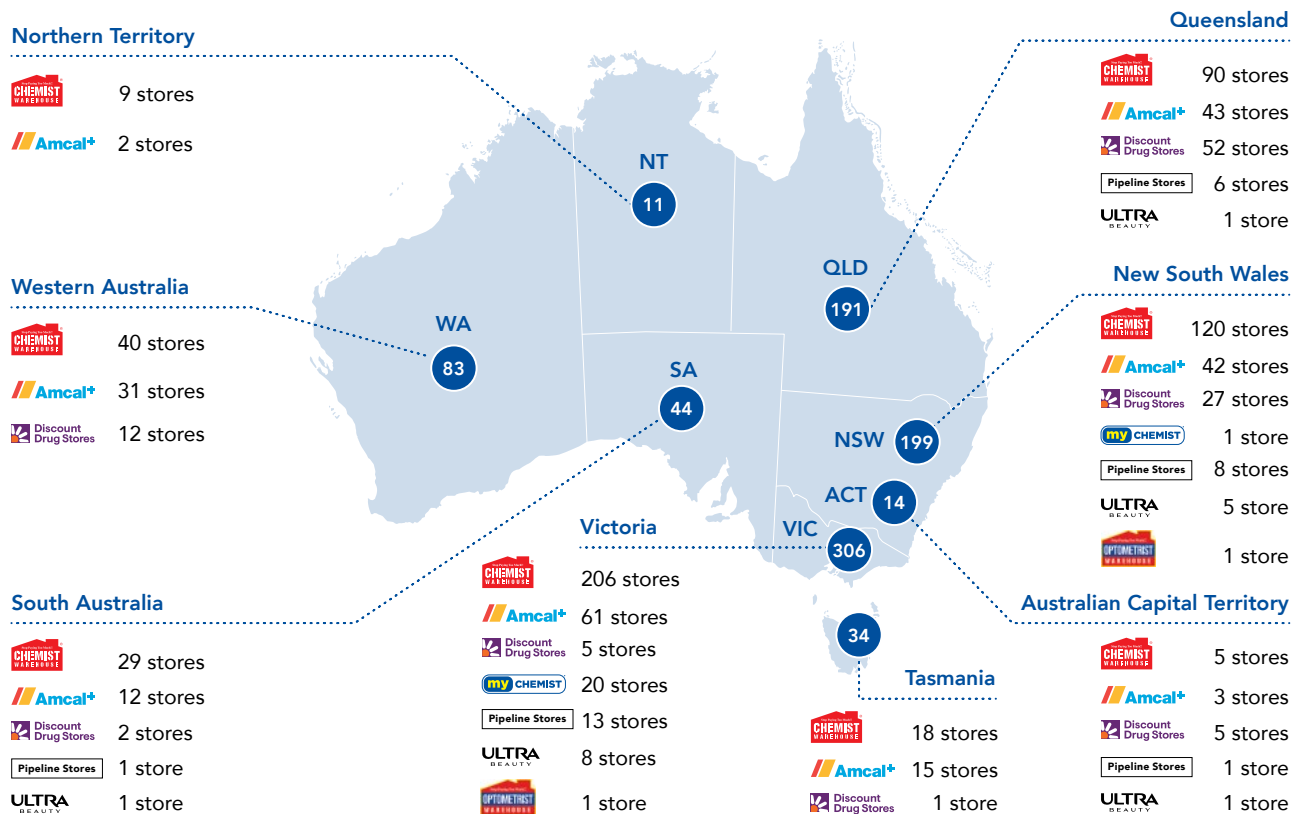 Northern Territory
CHEMIST
WAREHOUSE
9 stores
Amcal+
2 stores
Western Australia
CHEMIST
WAREHOUSE
40 stores
Amcal+
31 stores
Discount
Drug Stores
12 stores
South Australia
CHEMIST
WAREHOUSE
29 stores
Amcal+
12 stores
Discount
Drug Stores
2 stores
Pipeline Stores
1 store
ULTRA
BEAUTY
1 store
NT
11
WA
83
SA
44
QLD
191
NSW
199
ACT
14
VIC
306
34
Victoria
CHEMIST
WAREHOUSE
206 stores
Amcal+
61 stores
Discount
Drug Stores
5 stores
my CHEMIST
20 stores
Pipeline Stores
13 stores
ULTRA
BEAUTY
8 stores
OPTOMETRIST
WAREHOUSE
1 store
Tasmania
CHEMIST
WAREHOUSE
18 stores
Amcal+
15 stores
Discount
Drug Stores
1 store
Queensland
CHEMIST
WAREHOUSE
90 stores
Amcal+
43 stores
Discount
Drug Stores
52 stores
Pipeline Stores
6 stores
ULTRA
BEAUTY
1 store
New South Wales
CHEMIST
WAREHOUSE
120 stores
Amcal+
42 stores
Discount
Drug Stores
27 stores
my CHEMIST
1 store
Pipeline Stores
8 stores
ULTRA
BEAUTY
5 store
OPTOMETRIST
WAREHOUSE
1 store
Australian Capital Territory
CHEMIST
WAREHOUSE
5 stores
Amcal+
3 stores
Discount
Drug Stores
5 stores
Pipeline Stores
1 store
ULTRA
BEAUTY
1 store